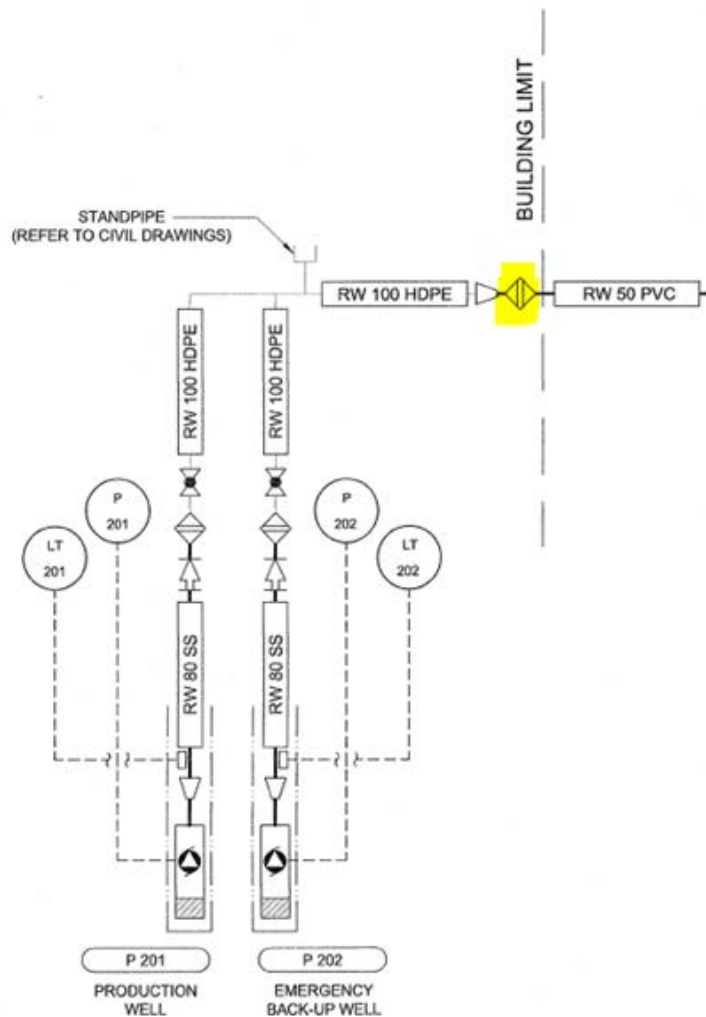 BUILDING LIMIT
STANDPIPE
(REFER TO CIVIL DRAWINGS)
RW 100 HDPE
RW 50 PVC
RW 100 HDPE
RW 100 HDPE
P
201
P
202
LT
201
LT
202
RW 80 SS
RW 80 SS
P 201
P 202
PRODUCTION
WELL
EMERGENCY
BACK-UP WELL